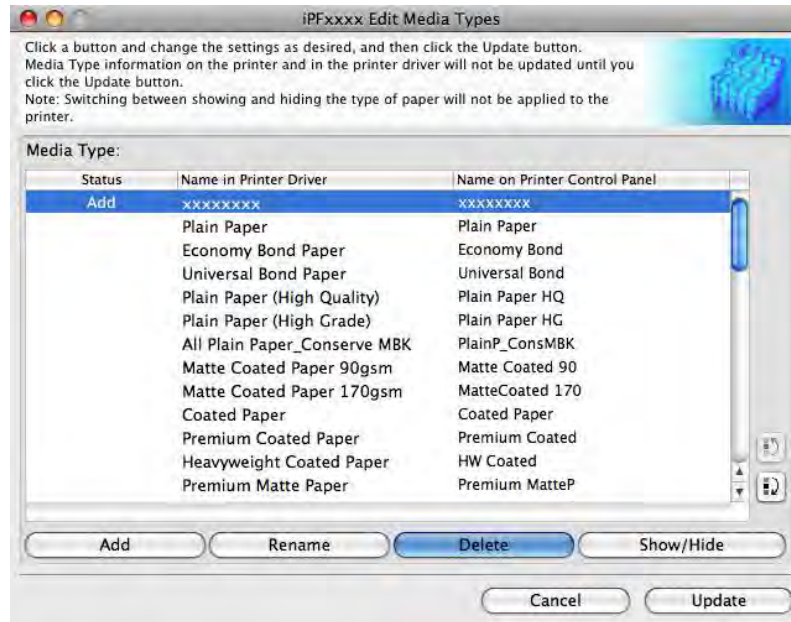 iPFxxxx Edit Media Types
Click a button and change the settings as desired, and then click the Update button.
Media Type information on the printer and in the printer driver will not be updated until you
click the Update button.
Note: Switching between showing and hiding the type of paper will not be applied to the
printer.
Media Type:
Status Name in Printer Driver Name on Printer Control Panel
Add xxxxxxxx xxxxxxxx
Plain Paper Plain Paper
Economy Bond Paper Economy Bond
Universal Bond Paper Universal Bond
Plain Paper (High Quality) Plain Paper HQ
Plain Paper (High Grade) Plain Paper HG
All Plain Paper_Conserve MBK PlainP_ConsMBK
Matte Coated Paper 90gsm Matte Coated 90
Matte Coated Paper 170gsm MatteCoated 170
Coated Paper Coated Paper
Premium Coated Paper Premium Coated
Heavyweight Coated Paper HW Coated
Premium Matte Paper Premium MatteP
Add Rename Delete Show/Hide
Cancel Update